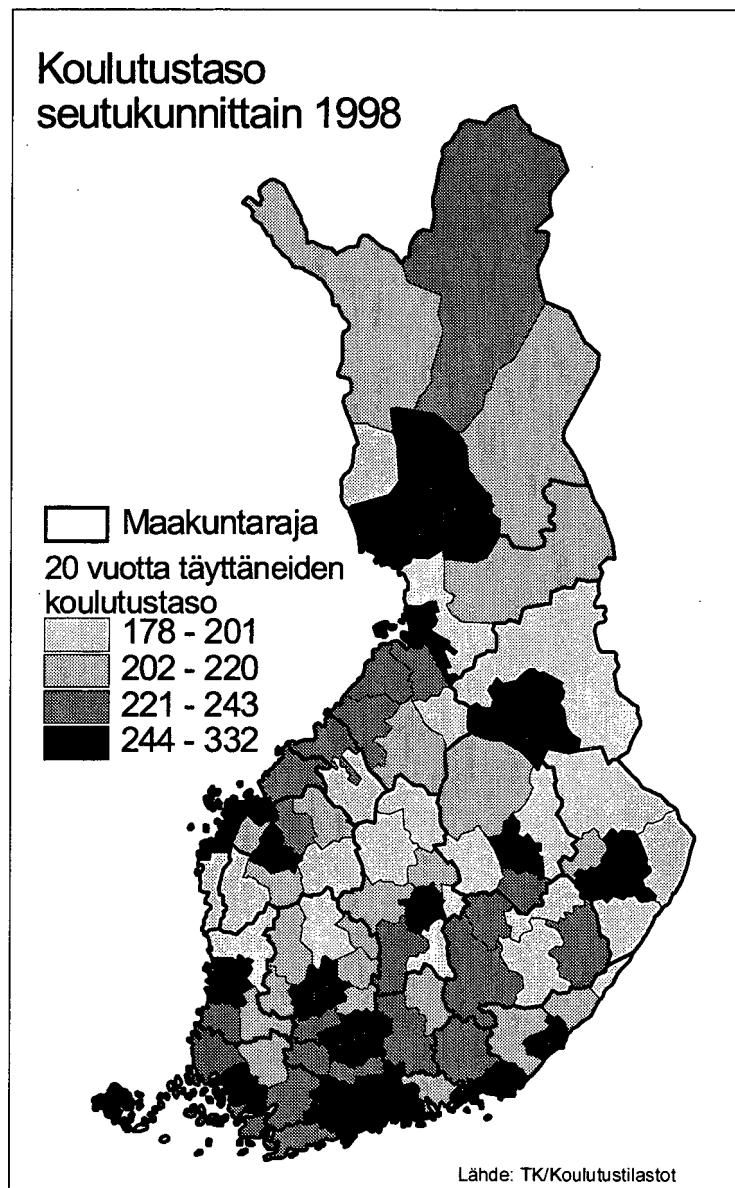 Koulutustaso
seutukunnittain 1998
Maakuntaraja
20 vuotta täyttäneiden
koulutustaso
178 - 201
202 - 220
221 - 243
244 - 332
Lähde: TK/Koulutustilastot